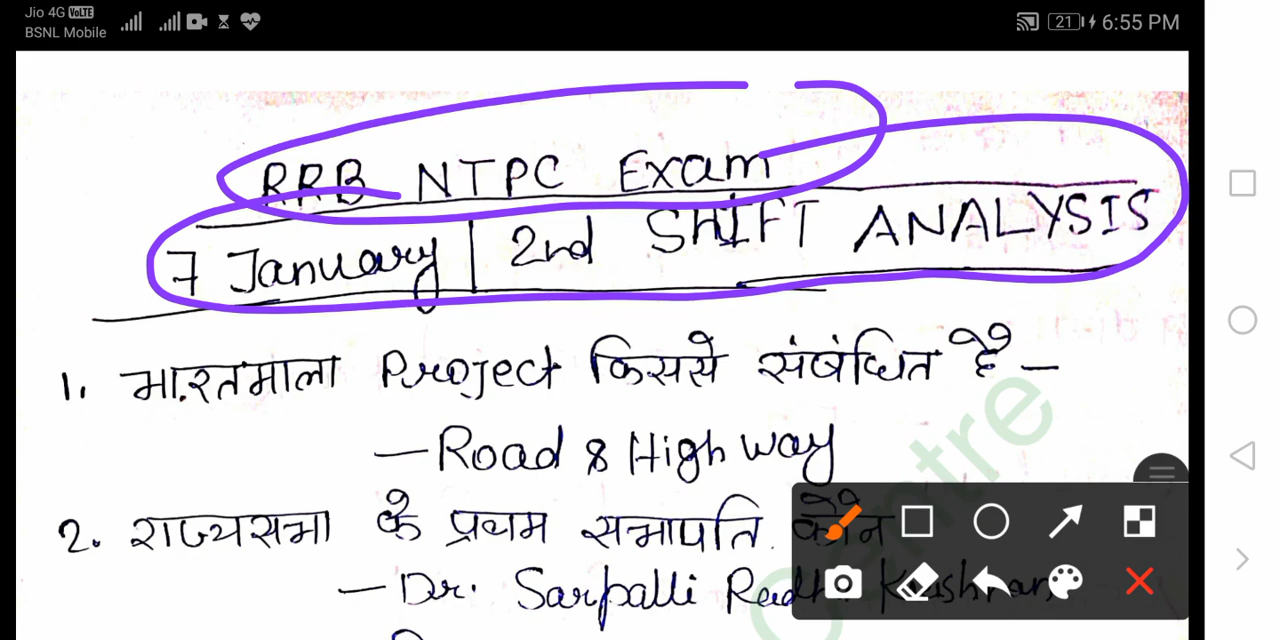 Jio 4G VoLTE
BSNL Mobile
21
6:55 PM
RRB NTPC Exam
7 January | 2nd SHIFT ANALYSIS
1. भारतमाला Project किससे संबंधित है —
— Road & Highway
2. राज्यसभा के प्रथम सभापति कौन
— Dr. Sarpalli
Centre